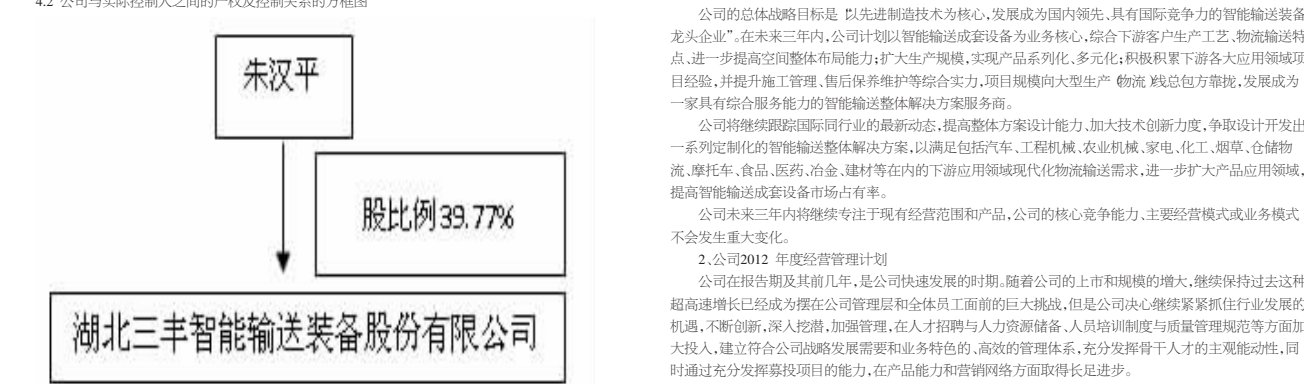 4.2 公司与实际控制人之间的产权及控制关系的方框图
朱汉平
股比例39.77%
湖北三丰智能输送装备股份有限公司
公司的总体战略目标是“以先进制造技术为核心,发展成为国内领先、具有国际竞争力的智能输送装备
龙头企业”。在未来三年内,公司计划以智能输送成套设备为业务核心,综合下游客户生产工艺、物流输送特
点、进一步提高空间整体布局能力;扩大生产规模,实现产品系列化、多元化;积极积累下游各大应用领域项
目经验,并提升施工管理、售后保养维护等综合实力,项目规模向大型生产(物流)线总包方靠拢,发展成为
一家具有综合服务能力的智能输送整体解决方案服务商。
公司将继续跟踪国际同行业的最新动态,提高整体方案设计能力、加大技术创新力度,争取设计开发出
一系列定制化的智能输送整体解决方案,以满足包括汽车、工程机械、农业机械、家电、化工、烟草、仓储物
流、摩托车、食品、医药、冶金、建材等在内的下游应用领域现代化物流输送需求,进一步扩大产品应用领域,
提高智能输送成套设备市场占有率。
公司未来三年内将继续专注于现有经营范围和产品,公司的核心竞争能力、主要经营模式或业务模式
不会发生重大变化。
2、公司2012 年度经营管理计划
公司在报告期及其前几年,是公司快速发展的时期。随着公司的上市和规模的增大,继续保持过去这种
超高速增长已经成为摆在公司管理层和全体员工面前的巨大挑战,但是公司决心继续紧紧抓住行业发展的
机遇,不断创新,深入挖潜,加强管理,在人才招聘与人力资源储备、人员培训制度与质量管理规范等方面加
大投入,建立符合公司战略发展需要和业务特色的、高效的管理体系,充分发挥骨干人才的主观能动性,同
时通过充分发挥募投项目的能力,在产品能力和营销网络方面取得长足进步。